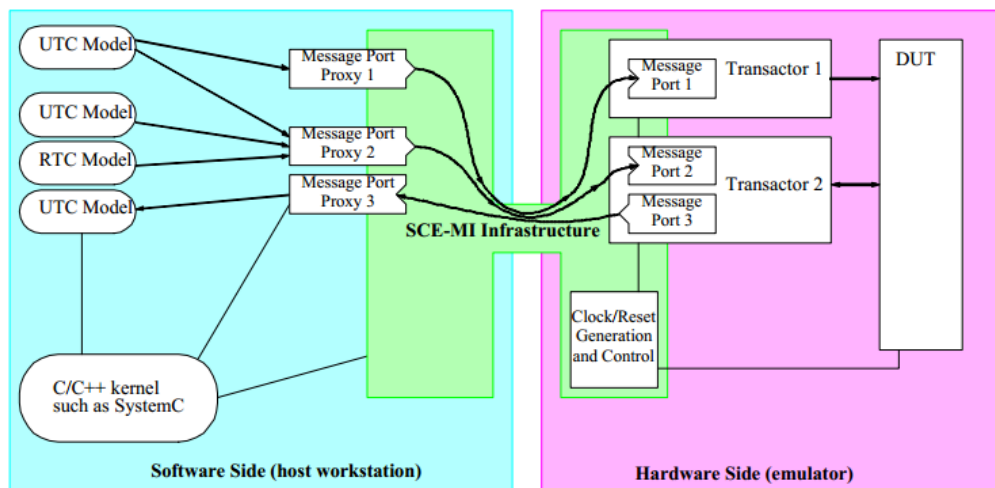 UTC Model
UTC Model
RTC Model
UTC Model
Message Port
Proxy 1
Message Port
Proxy 2
Message Port
Proxy 3
C/C++ kernel
such as SystemC
Software Side (host workstation)
SCE-MI Infrastructure
Message
Port 1
Transactor 1
Message
Port 2
Message
Port 3
Transactor 2
DUT
Clock/Reset
Generation
and Control
Hardware Side (emulator)